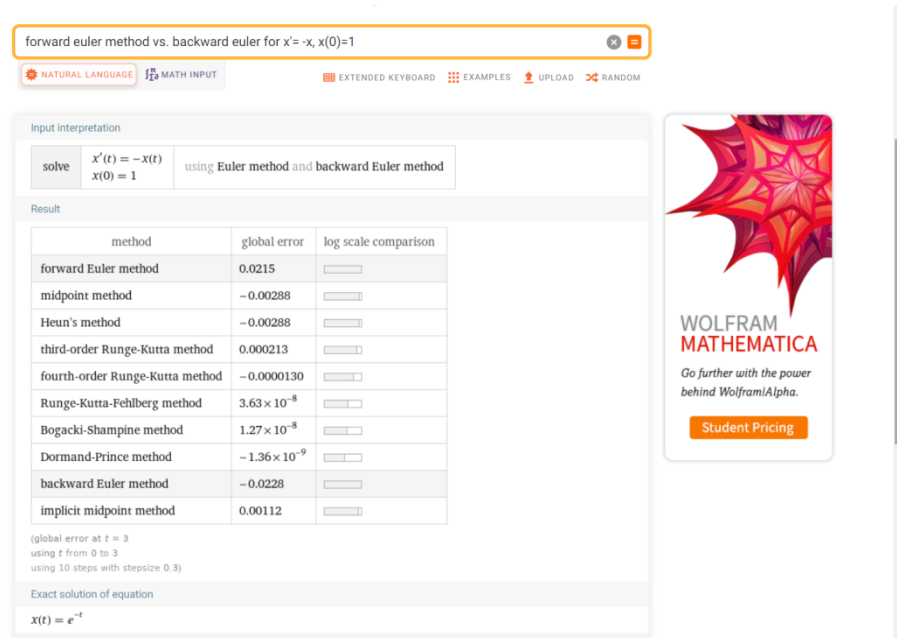 forward euler method vs. backward euler for x'= -x, x(0)=1
NATURAL LANGUAGE
MATH INPUT
EXTENDED KEYBOARD
EXAMPLES
UPLOAD
RANDOM
Input interpretation
solve
x′(t) = −x(t)
x(0) = 1
using Euler method and backward Euler method
Result
method global error log scale comparison
forward Euler method 0.0215
midpoint method −0.00288
Heun's method −0.00288
third-order Runge-Kutta method 0.000213
fourth-order Runge-Kutta method −0.0000130
Runge-Kutta-Fehlberg method 3.63×10⁻⁸
Bogacki-Shampine method 1.27×10⁻⁸
Dormand-Prince method −1.36×10⁻⁹
backward Euler method −0.0228
implicit midpoint method 0.00112
(global error at t = 3
using t from 0 to 3
using 10 steps with stepsize 0.3)
Exact solution of equation
x(t) = e⁻ᵗ
WOLFRAM
MATHEMATICA
Go further with the power
behind Wolfram|Alpha.
Student Pricing